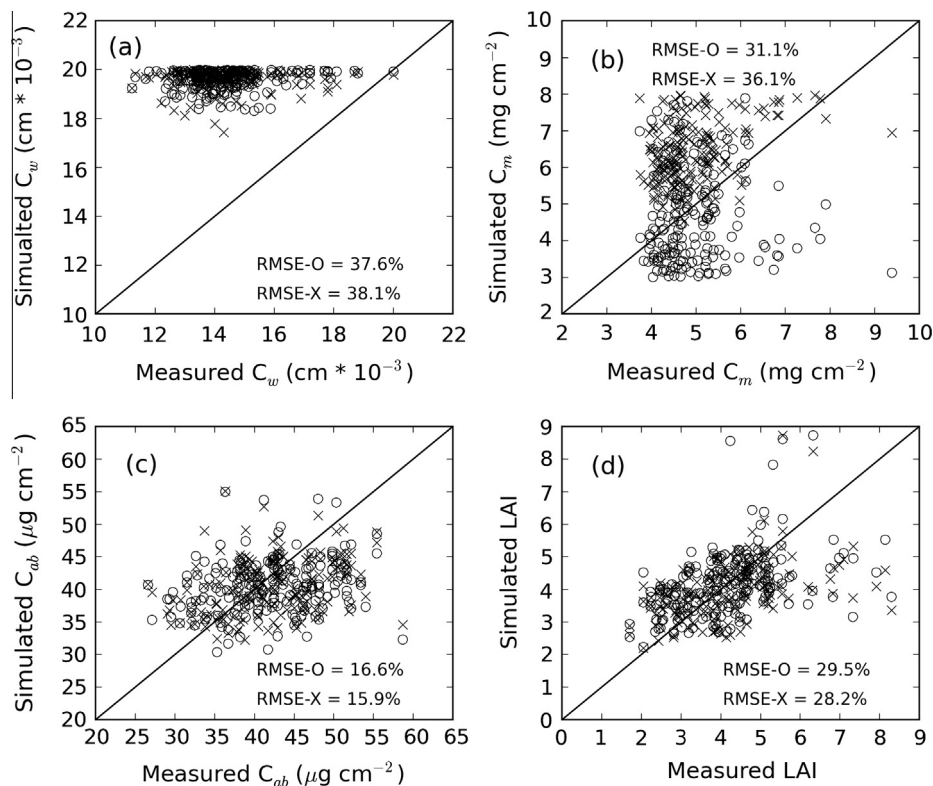 (a)
RMSE-O = 37.6%
RMSE-X = 38.1%
22
20
18
16
14
12
10
10 12 14 16 18 20 22
Simualted C_w (cm * 10⁻³)
Measured C_w (cm * 10⁻³)
(b)
RMSE-O = 31.1%
RMSE-X = 36.1%
10
9
8
7
6
5
4
3
2
2 3 4 5 6 7 8 9 10
Simulated C_m (mg cm⁻²)
Measured C_m (mg cm⁻²)
(c)
RMSE-O = 16.6%
RMSE-X = 15.9%
65
60
55
50
45
40
35
30
25
20
20 25 30 35 40 45 50 55 60 65
Simulated C_ab (μg cm⁻²)
Measured C_ab (μg cm⁻²)
(d)
RMSE-O = 29.5%
RMSE-X = 28.2%
9
8
7
6
5
4
3
2
1
0
0 1 2 3 4 5 6 7 8 9
Simulated LAI
Measured LAI